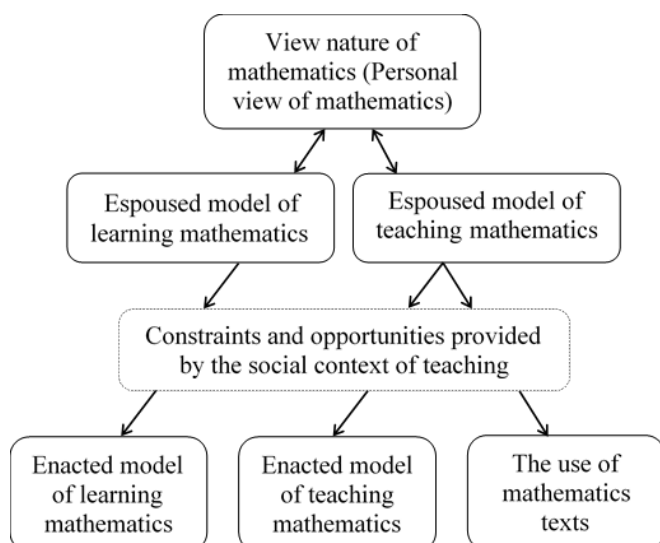 View nature of
mathematics (Personal
view of mathematics)
Espoused model of
learning mathematics
Espoused model of
teaching mathematics
Constraints and opportunities provided
by the social context of teaching
Enacted model
of learning
mathematics
Enacted model
of teaching
mathematics
The use of
mathematics
texts